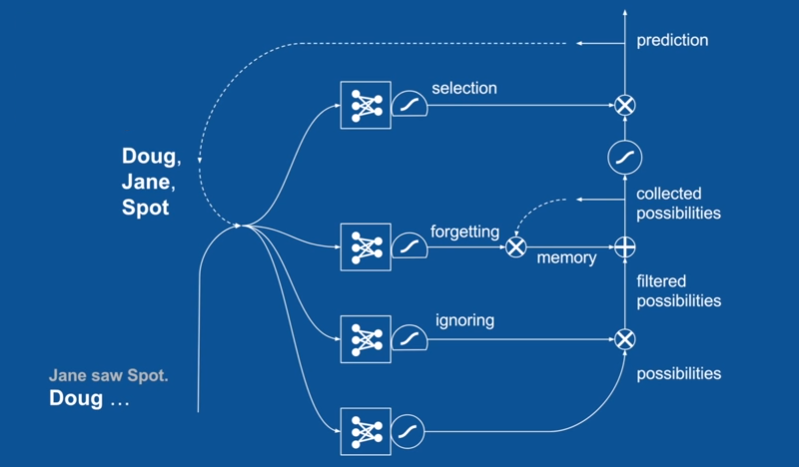 prediction
selection
Doug,
Jane,
Spot
collected
possibilities
forgetting
memory
filtered
possibilities
ignoring
possibilities
Jane saw Spot.
Doug ...